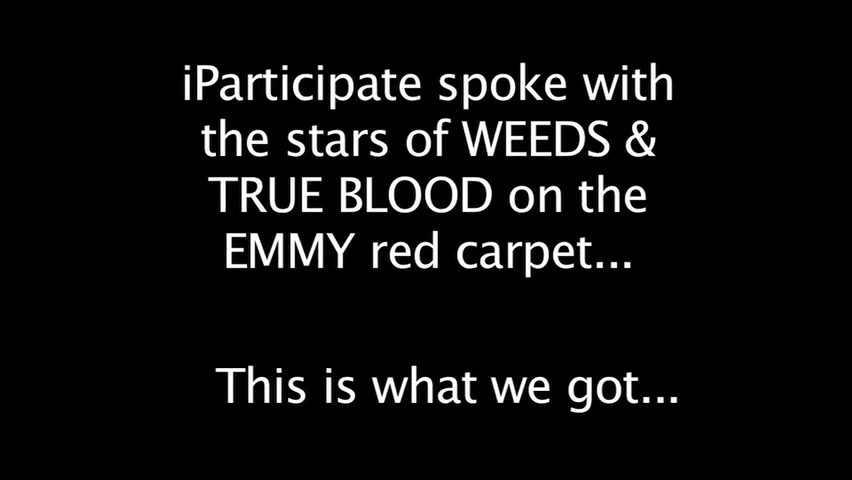 iParticipate spoke with
the stars of WEEDS &
TRUE BLOOD on the
EMMY red carpet...
This is what we got...